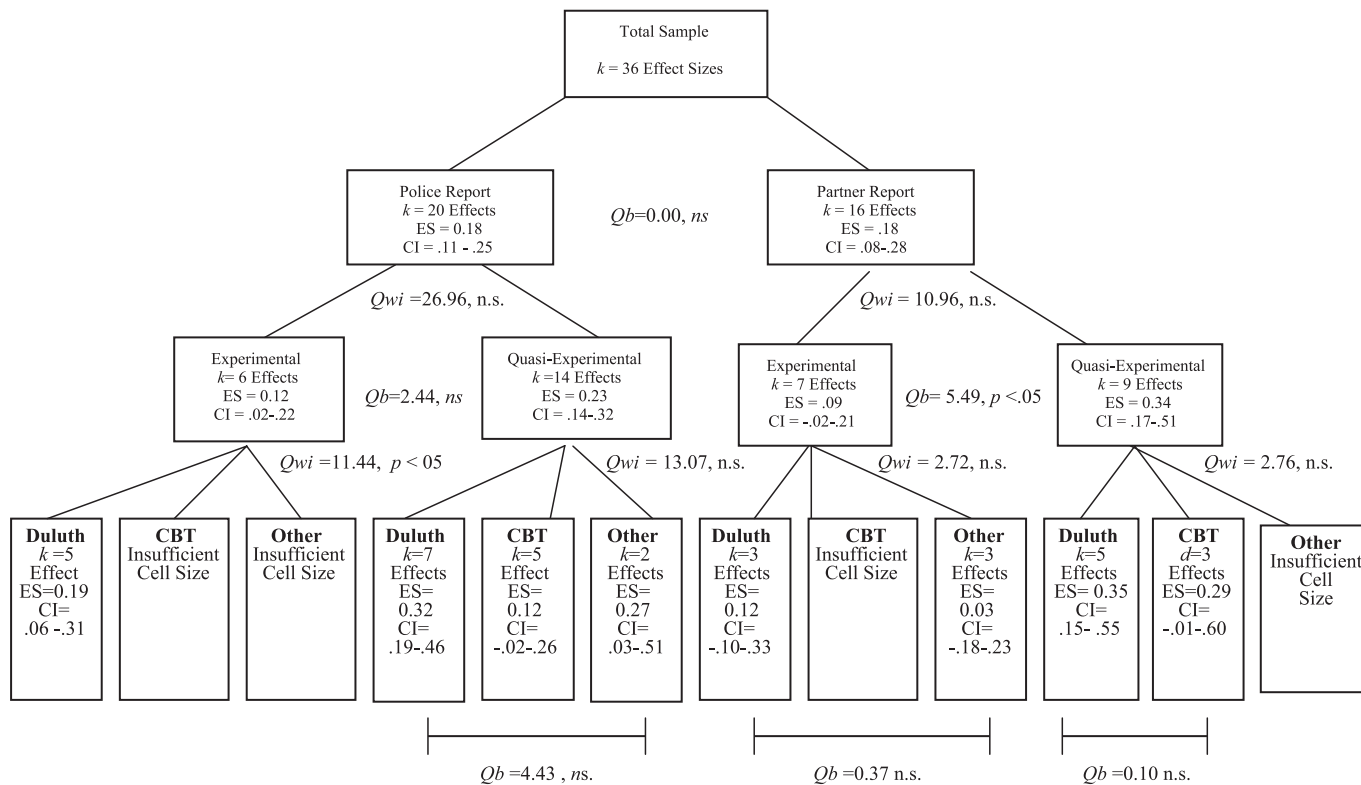 Total Sample
k = 36 Effect Sizes
Police Report
k = 20 Effects
ES = 0.18
CI = .11 - .25
Qb=0.00, ns
Partner Report
k = 16 Effects
ES = .18
CI = .08-.28
Qwi =26.96, n.s.
Qwi = 10.96, n.s.
Experimental
k= 6 Effects
ES = 0.12
CI = .02-.22
Qb=2.44, ns
Quasi-Experimental
k =14 Effects
ES = 0.23
CI = .14-.32
Experimental
k = 7 Effects
ES = .09
CI = -.02-.21
Qb= 5.49, p <.05
Quasi-Experimental
k = 9 Effects
ES = 0.34
CI = .17-.51
Qwi =11.44, p < 05
Qwi = 13.07, n.s.
Qwi = 2.72, n.s.
Qwi = 2.76, n.s.
Duluth
k =5
Effect
ES=0.19
CI=
.06 -.31
CBT
Insufficient
Cell Size
Other
Insufficient
Cell Size
Duluth
k=7
Effects
ES=
0.32
CI=
.19-.46
CBT
k=5
Effect
ES=
0.12
CI=
-.02-.26
Other
k=2
Effects
ES=
0.27
CI=
.03-.51
Duluth
k=3
Effects
ES=
0.12
CI=
-.10-.33
CBT
Insufficient
Cell Size
Other
k=3
Effects
ES=
0.03
CI=
-.18-.23
Duluth
k=5
Effects
ES= 0.35
CI=
.15- .55
CBT
d=3
Effects
ES=0.29
CI=
-.01-.60
Other
Insufficient
Cell
Size
Qb =4.43 , ns.
Qb =0.37 n.s.
Qb =0.10 n.s.